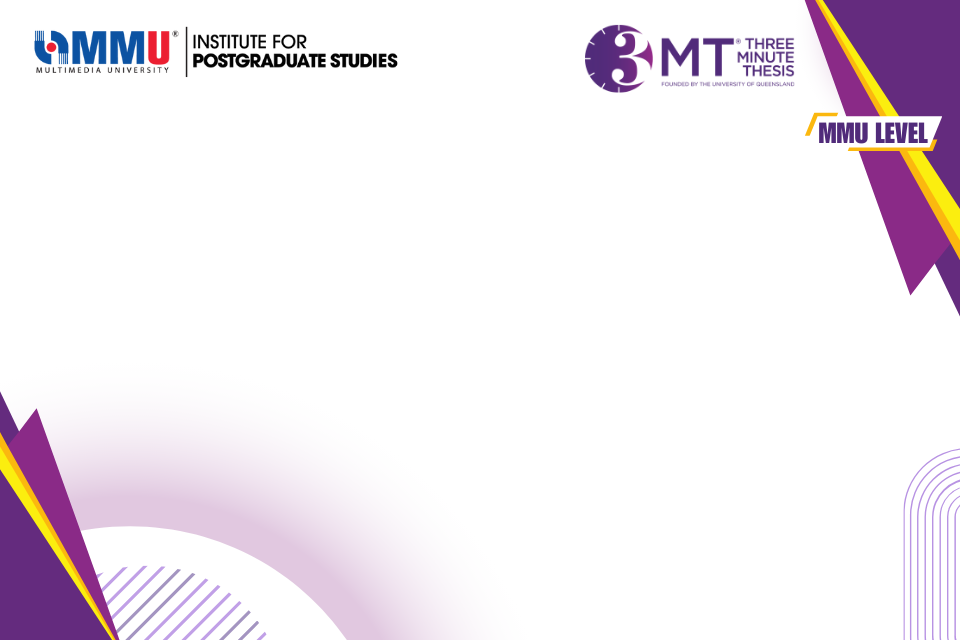 MMU®
MULTIMEDIA UNIVERSITY
INSTITUTE FOR
POSTGRADUATE STUDIES
3MT® THREE
MINUTE
THESIS
FOUNDED BY THE UNIVERSITY OF QUEENSLAND
MMU LEVEL